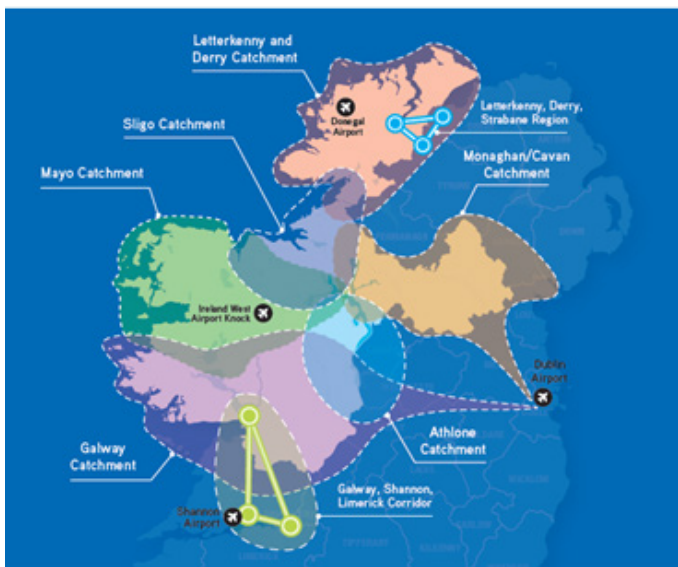 Letterkenny and
Derry Catchment
Donegal
Airport
Letterkenny, Derry,
Strabane Region
Sligo Catchment
Monaghan/Cavan
Catchment
Mayo Catchment
Ireland West
Airport Knock
Dublin
Airport
Galway
Catchment
Athlone
Catchment
Galway, Shannon,
Limerick Corridor
Shannon
Airport
TIPPERARY